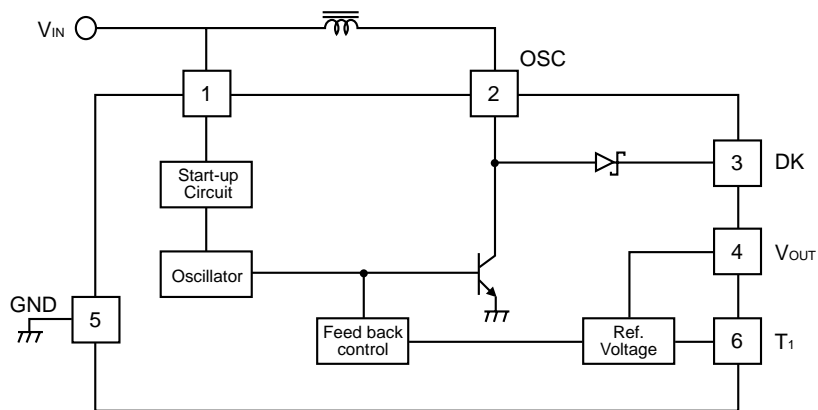 VIN
OSC
1
2
3
DK
Start-up
Circuit
4
VOUT
Oscillator
GND
5
Feed back
control
Ref.
Voltage
6
T1